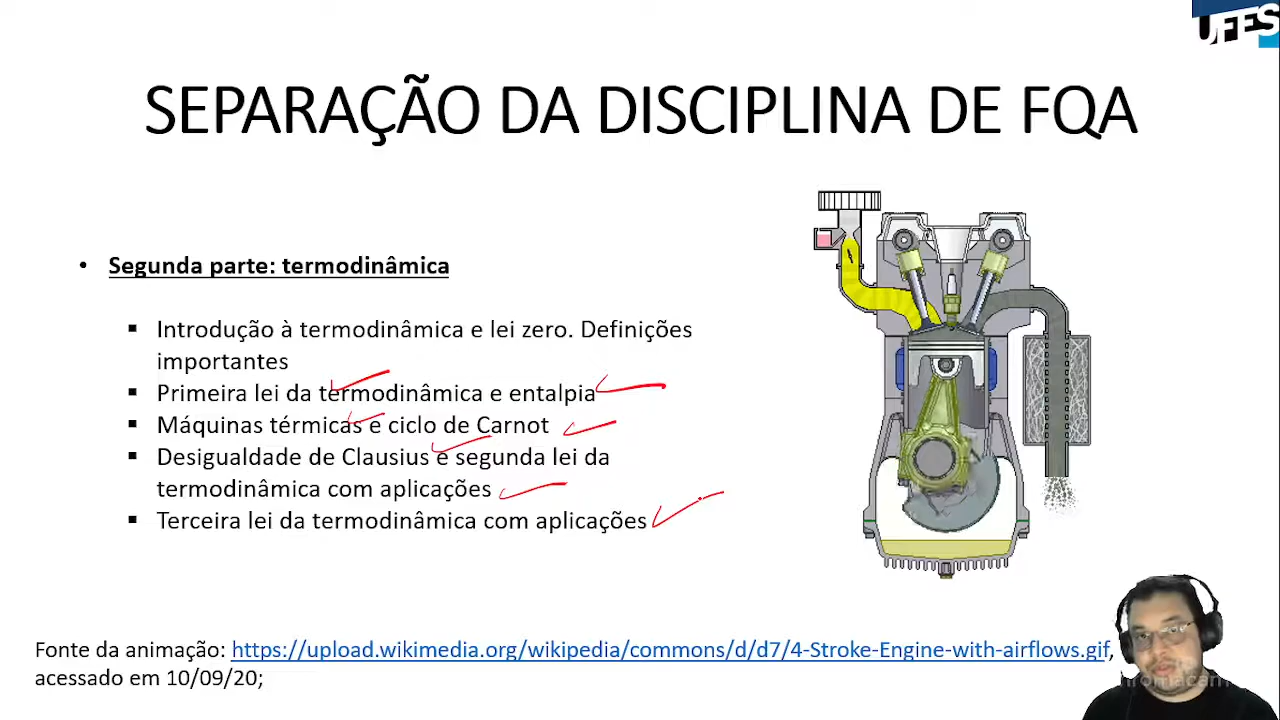 UFES
SEPARAÇÃO DA DISCIPLINA DE FQA
• Segunda parte: termodinâmica
▪ Introdução à termodinâmica e lei zero. Definições
importantes
▪ Primeira lei da termodinâmica e entalpia
▪ Máquinas térmicas e ciclo de Carnot
▪ Desigualdade de Clausius e segunda lei da
termodinâmica com aplicações
▪ Terceira lei da termodinâmica com aplicações
Fonte da animação: https://upload.wikimedia.org/wikipedia/commons/d/d7/4-Stroke-Engine-with-airflows.gif,
acessado em 10/09/20;